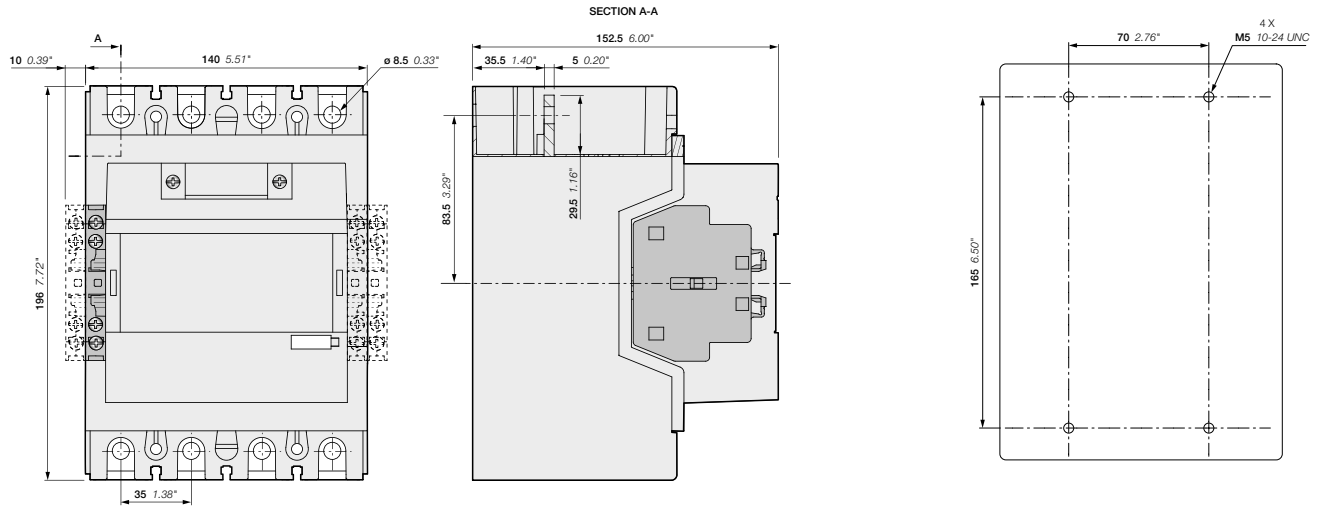 SECTION A-A
A
10 0.39"
140 5.51"
ø 8.5 0.33"
196 7.72"
35 1.38"
152.5 6.00"
35.5 1.40"
5 0.20"
83.5 3.29"
29.5 1.16"
4 X
M5 10-24 UNC
70 2.76"
165 6.50"